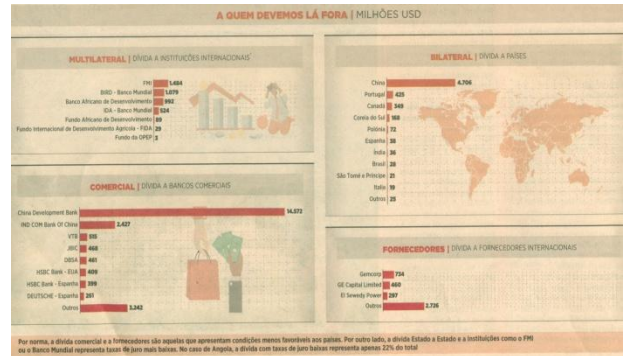 A QUEM DEVEMOS LÁ FORA | MILHÕES USD
MULTILATERAL | DÍVIDA A INSTITUIÇÕES INTERNACIONAIS
FMI 1.484
BIRD - Banco Mundial 1.079
Banco Africano de Desenvolvimento 892
IDA - Banco Mundial 524
Fundo Africano de Desenvolvimento 89
Fundo Internacional de Desenvolvimento Agrícola - FIDA 29
Fundo da OPEP 3
BILATERAL | DÍVIDA A PAÍSES
China 4.706
Portugal 425
Canadá 349
Coreia do Sul 188
Polónia 72
Espanha 38
Índia 36
Brasil 28
São Tomé e Príncipe 21
Itália 19
Outros 25
COMERCIAL | DÍVIDA A BANCOS COMERCIAIS
China Development Bank 14.572
IND COM Bank Of China 2.427
VTB 515
JBIC 468
DBSA 461
HSBC Bank - EUA 409
HSBC Bank - Espanha 399
DEUTSCHE - Espanha 251
Outros 3.242
FORNECEDORES | DÍVIDA A FORNECEDORES INTERNACIONAIS
Gemcorp 734
GE Capital Limited 460
El Sewedy Power 297
Outros 2.736
Por norma, a dívida comercial e a fornecedores são aquelas que apresentam condições menos favoráveis aos países. Por outro lado, a dívida Estado a Estado e a Instituições como o FMI
ou o Banco Mundial representa taxas de juro mais baixas. No caso de Angola, a dívida com taxas de juro baixas representa apenas 22% do total